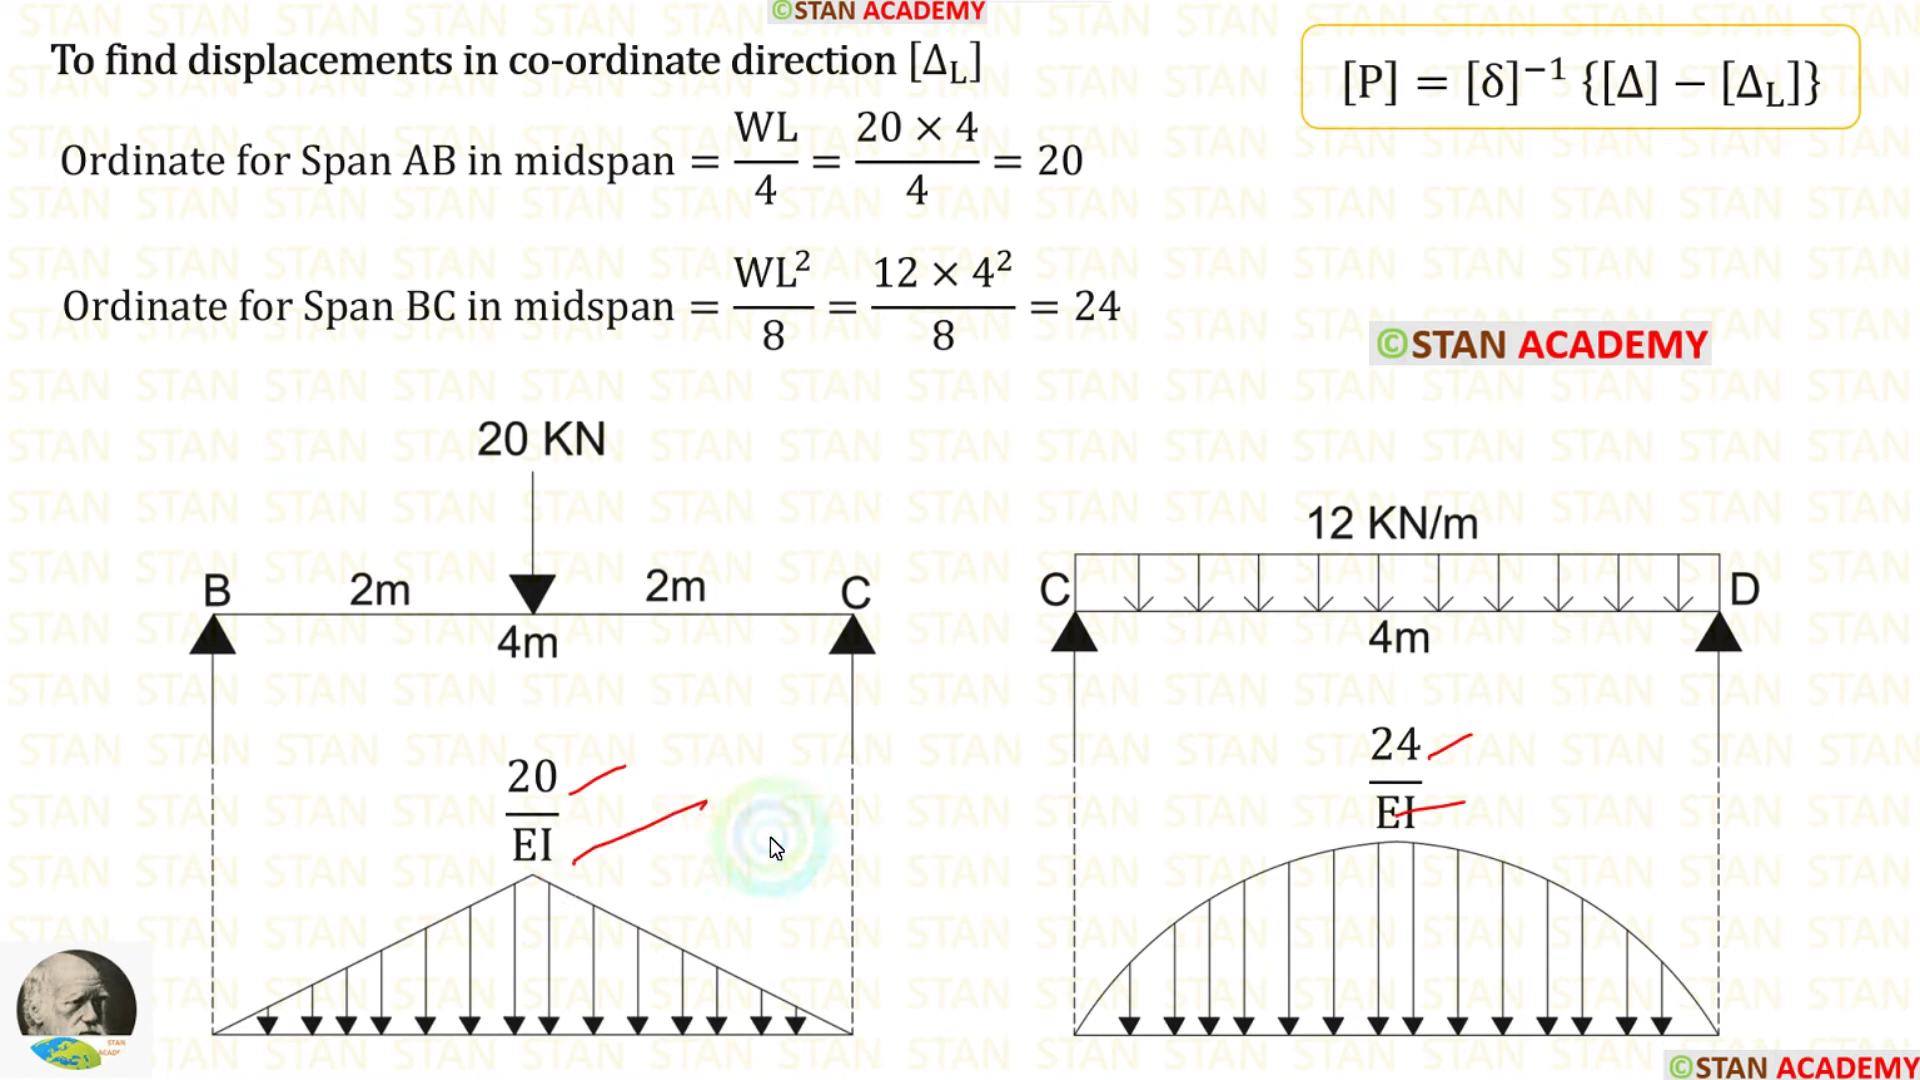 ©STAN ACADEMY
To find displacements in co-ordinate direction [Δ_L]
[P] = [δ]⁻¹ {[Δ] − [Δ_L]}
Ordinate for Span AB in midspan = WL/4 = 20 × 4/4 = 20
Ordinate for Span BC in midspan = WL²/8 = 12 × 4²/8 = 24
©STAN ACADEMY
20 KN
12 KN/m
B 2m 2m C
4m
C D
4m
20/EI
24/EI
STAN
©STAN ACADEMY